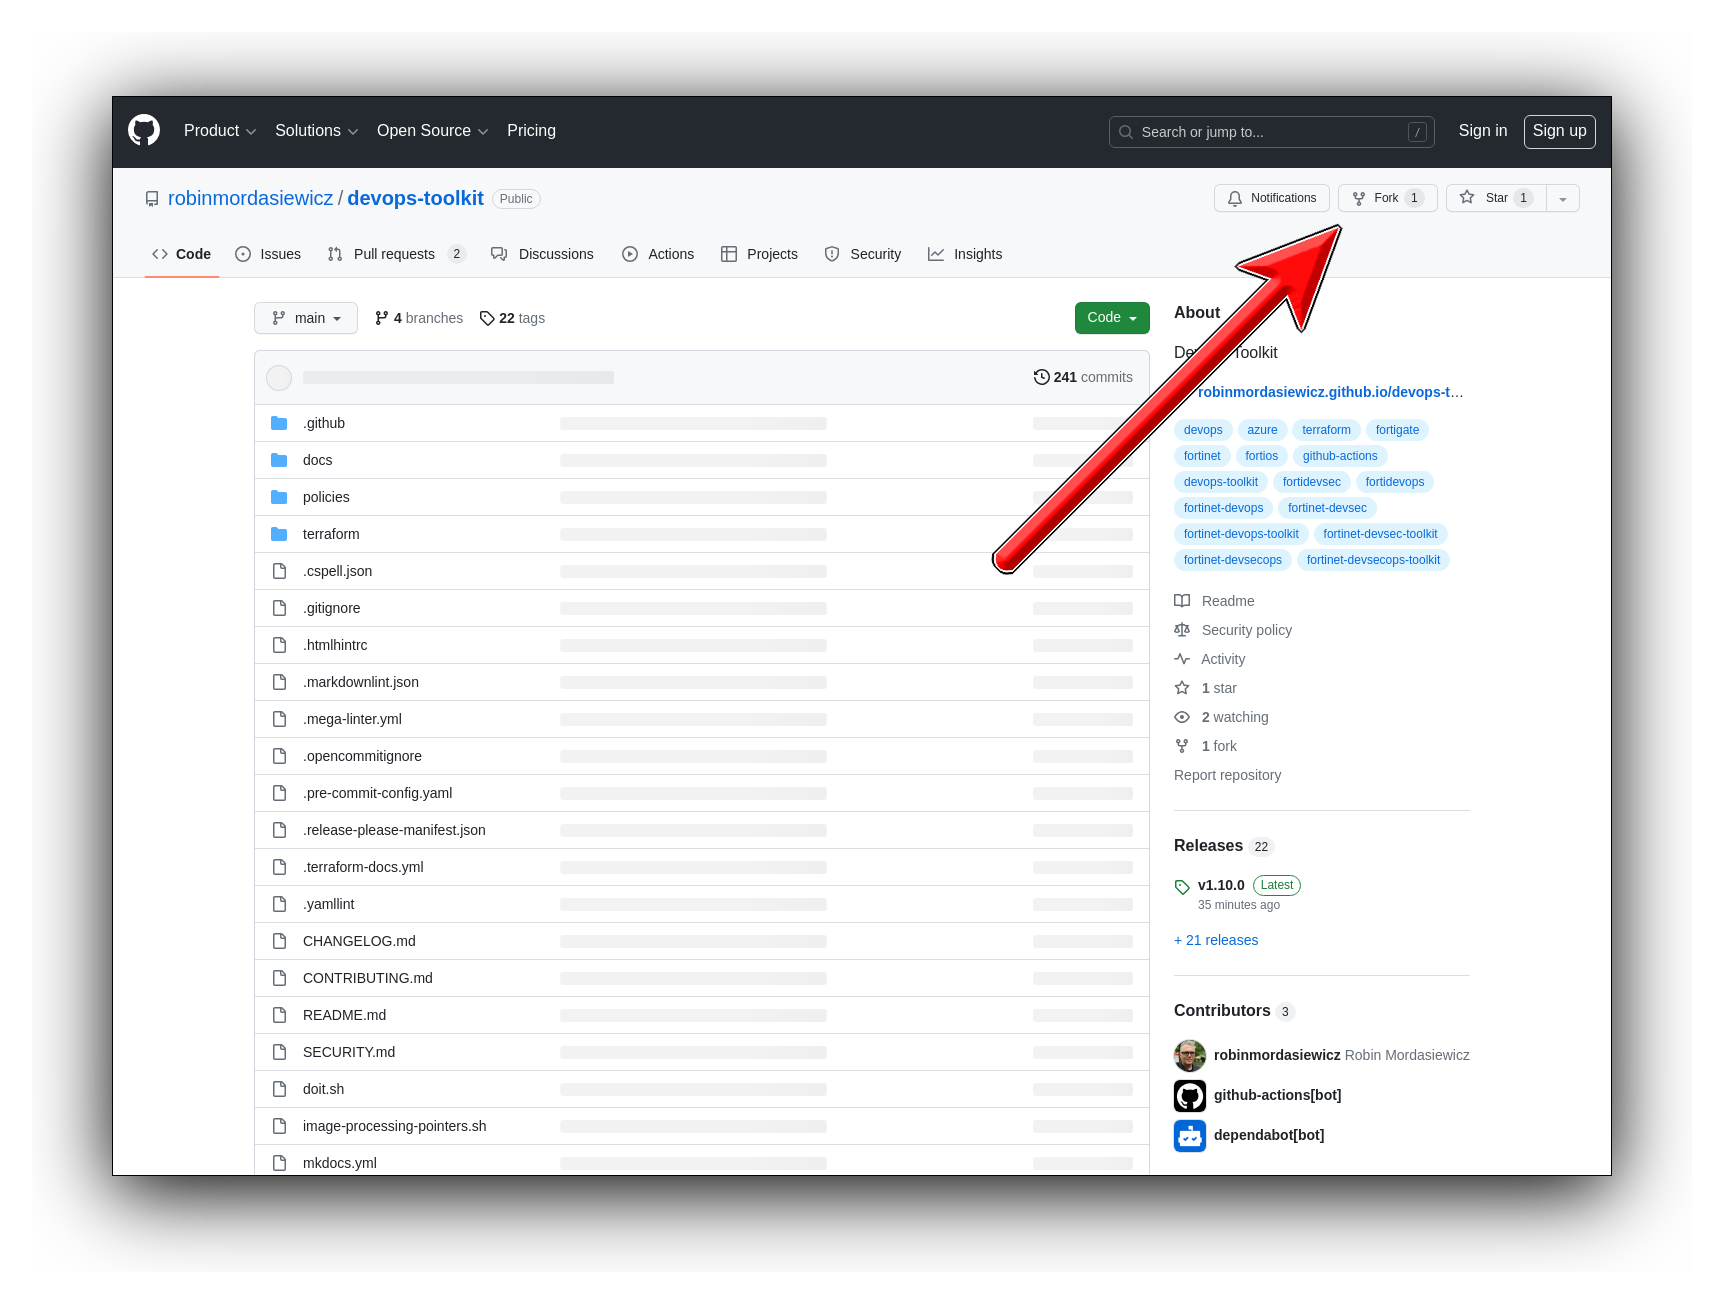 Product Solutions Open Source Pricing Search or jump to... / Sign in Sign up
robinmordasiewicz / devops-toolkit Public Notifications Fork 1 Star 1
Code Issues Pull requests 2 Discussions Actions Projects Security Insights
main 4 branches 22 tags Code
241 commits
.github
docs
policies
terraform
.cspell.json
.gitignore
.htmlhintrc
.markdownlint.json
.mega-linter.yml
.opencommitignore
.pre-commit-config.yaml
.release-please-manifest.json
.terraform-docs.yml
.yamllint
CHANGELOG.md
CONTRIBUTING.md
README.md
SECURITY.md
doit.sh
image-processing-pointers.sh
mkdocs.yml
About
Toolkit
robinmordasiewicz.github.io/devops-t...
devops azure terraform fortigate
fortinet fortios github-actions
devops-toolkit fortidevsec fortidevops
fortinet-devops fortinet-devsec
fortinet-devops-toolkit fortinet-devsec-toolkit
fortinet-devsecops fortinet-devsecops-toolkit
Readme
Security policy
Activity
1 star
2 watching
1 fork
Report repository
Releases 22
v1.10.0 Latest
35 minutes ago
+ 21 releases
Contributors 3
robinmordasiewicz Robin Mordasiewicz
github-actions[bot]
dependabot[bot]